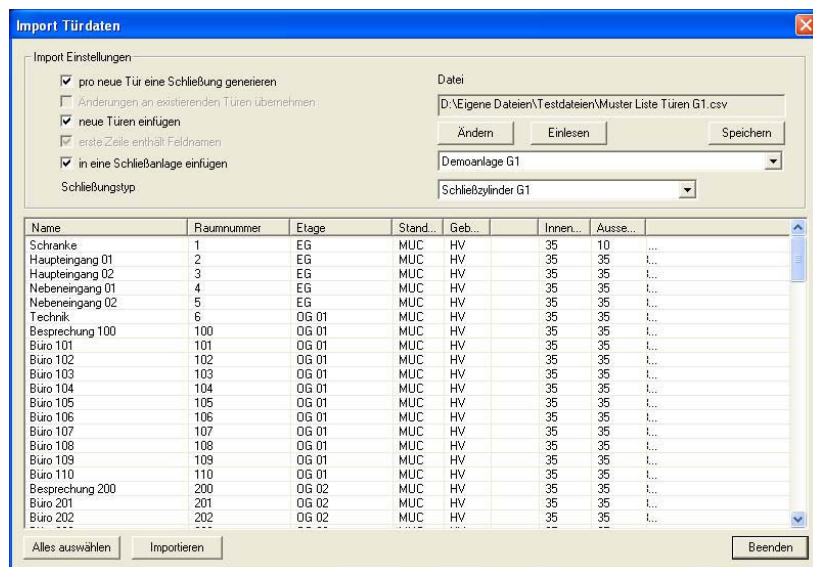 Import Türdaten
Import Einstellungen
pro neue Tür eine Schließung generieren
Änderungen an existierenden Türen übernehmen
neue Türen einfügen
erste Zeile enthält Feldnamen
in eine Schließanlage einfügen
Schließungstyp
Datei
D:\Eigene Dateien\Testdateien\Muster Liste Türen G1.csv
Ändern Einlesen Speichern
Demoanlage G1
Schließzylinder G1
Name Raumnummer Etage Stand... Geb... Innen... Ausse...
Schranke 1 EG MUC HV 35 10 ...
Haupteingang 01 2 EG MUC HV 35 35
Haupteingang 02 3 EG MUC HV 35 35
Nebeneingang 01 4 EG MUC HV 35 35
Nebeneingang 02 5 EG MUC HV 35 35
Technik 6 OG 01 MUC HV 35 35
Besprechung 100 100 OG 01 MUC HV 35 35
Büro 101 101 OG 01 MUC HV 35 35
Büro 102 102 OG 01 MUC HV 35 35
Büro 103 103 OG 01 MUC HV 35 35
Büro 104 104 OG 01 MUC HV 35 35
Büro 105 105 OG 01 MUC HV 35 35
Büro 106 106 OG 01 MUC HV 35 35
Büro 107 107 OG 01 MUC HV 35 35
Büro 108 108 OG 01 MUC HV 35 35
Büro 109 109 OG 01 MUC HV 35 35
Büro 110 110 OG 01 MUC HV 35 35
Besprechung 200 200 OG 02 MUC HV 35 35
Büro 201 201 OG 02 MUC HV 35 35
Büro 202 202 OG 02 MUC HV 35 35
Alles auswählen Importieren Beenden